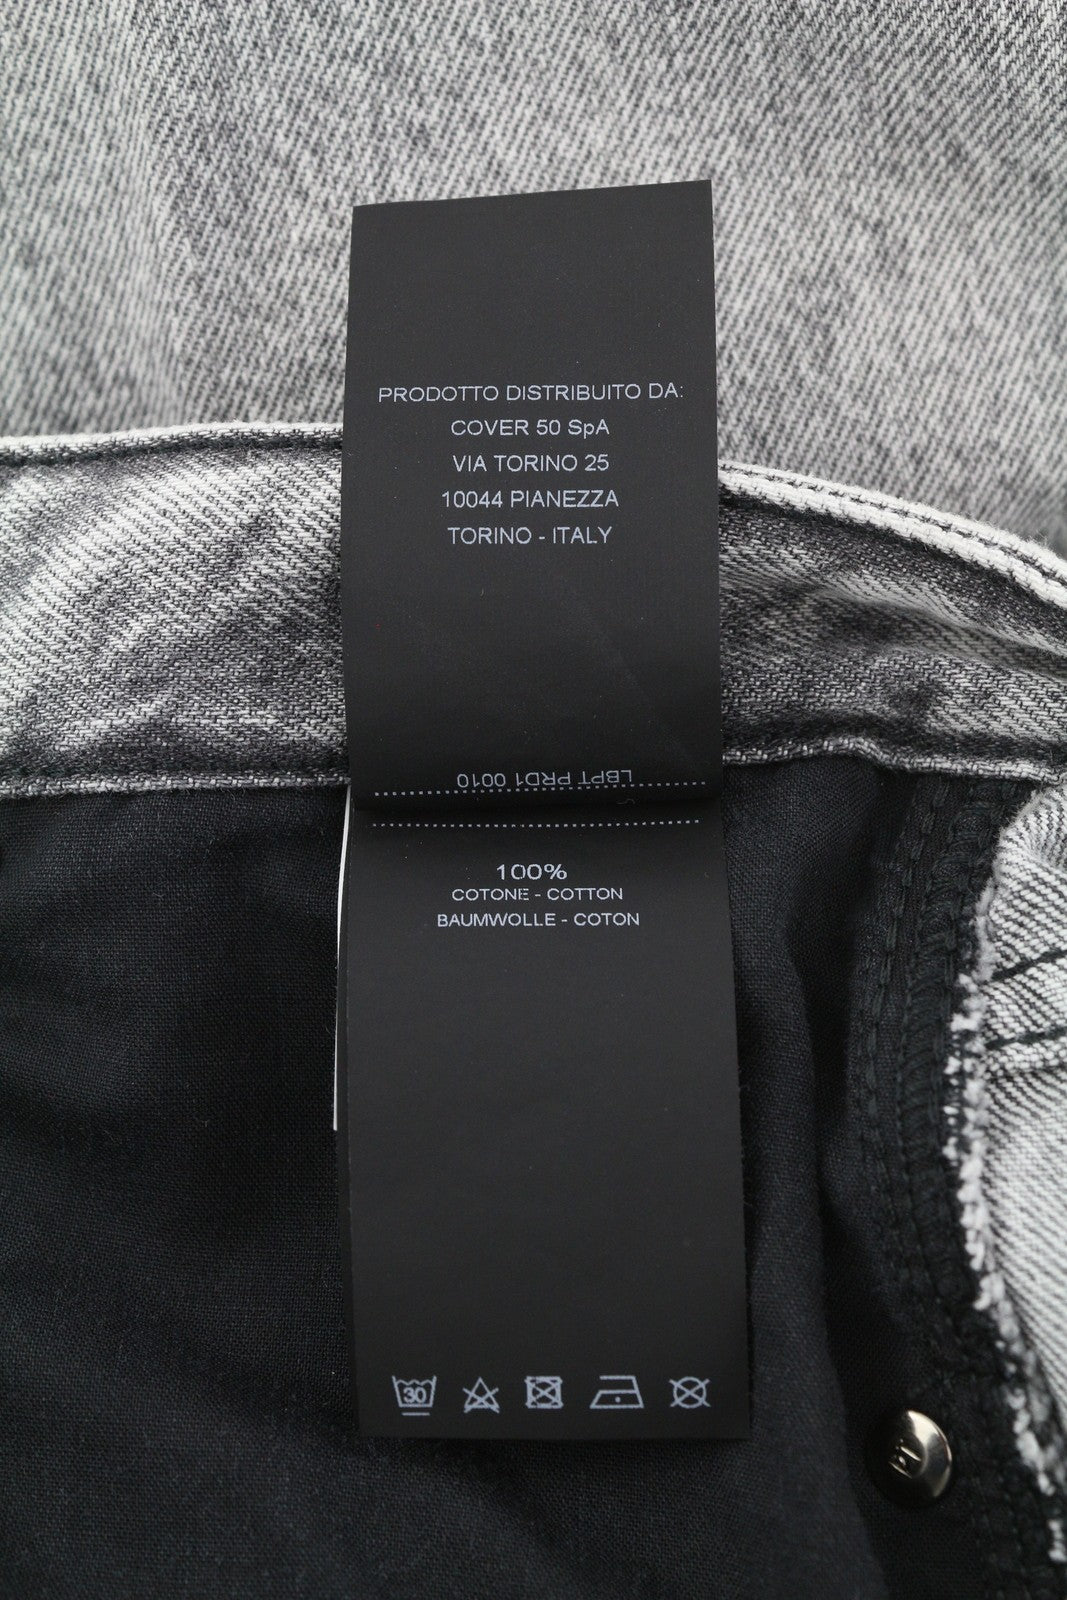 PRODOTTO DISTRIBUITO DA:
COVER 50 SpA
VIA TORINO 25
10044 PIANEZZA
TORINO - ITALY
LBPT PRD1 0010
100%
COTONE - COTTON
BAUMWOLLE - COTON
30